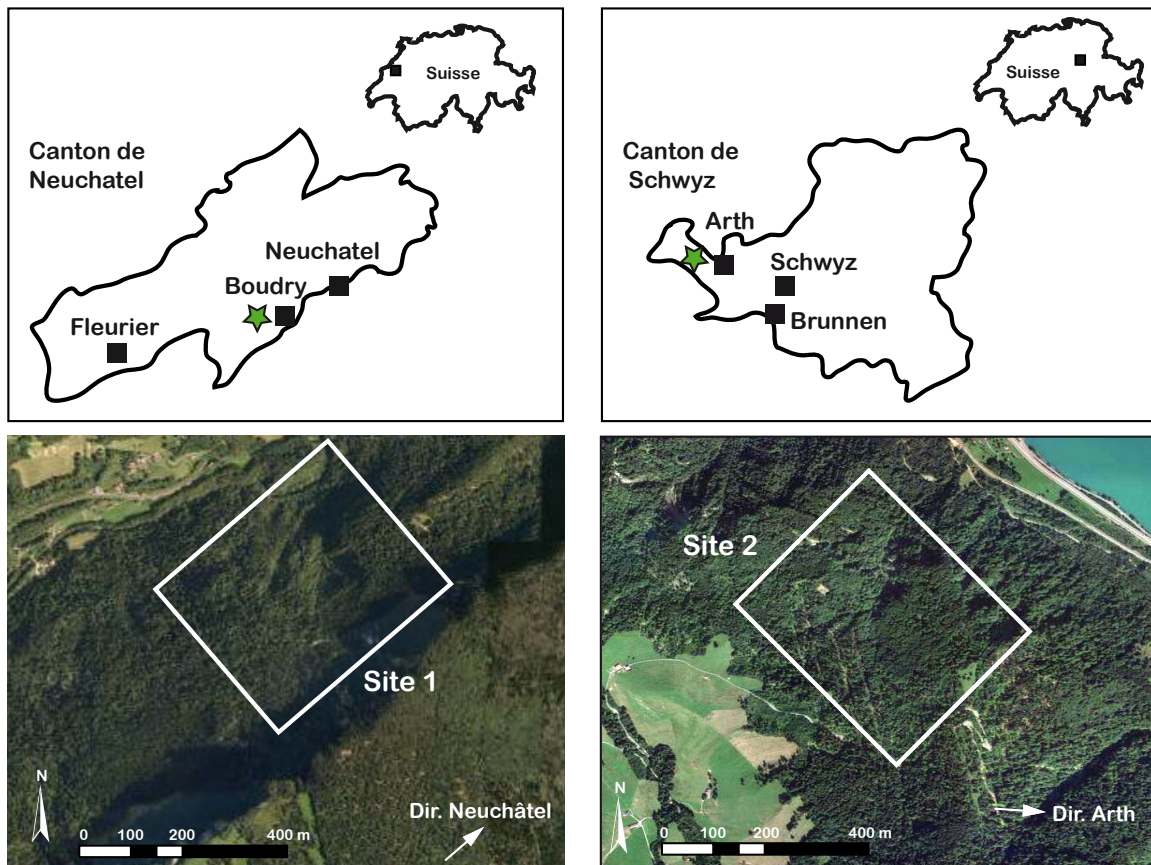 Suisse
Canton de
Neuchatel
Neuchatel
Boudry
Fleurier
Suisse
Canton de
Schwyz
Arth
Schwyz
Brunnen
Site 1
N
Dir. Neuchâtel
0 100 200 400 m
Site 2
N
Dir. Arth
0 100 200 400 m